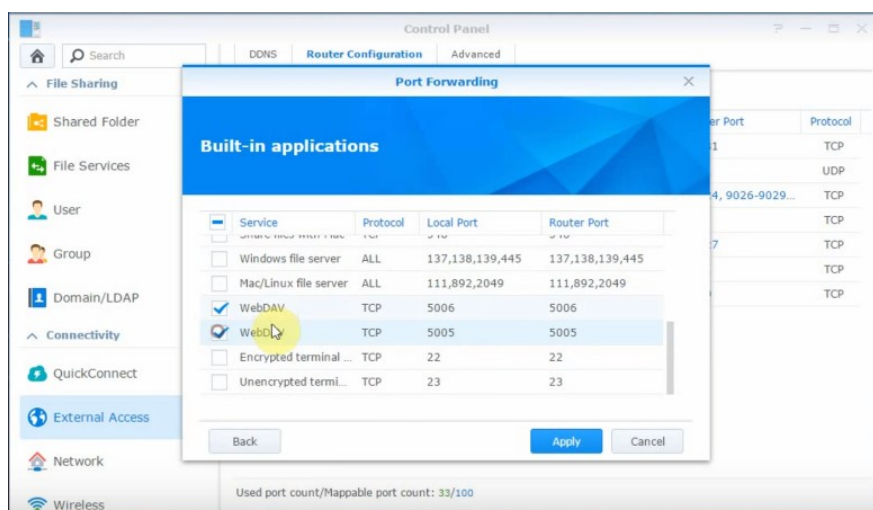 Control Panel
Search
DDNS Router Configuration Advanced
File Sharing
Shared Folder
File Services
User
Group
Domain/LDAP
Connectivity
QuickConnect
External Access
Network
Wireless
Port Forwarding
Built-in applications
Service Protocol Local Port Router Port
Windows file server ALL 137,138,139,445 137,138,139,445
Mac/Linux file server ALL 111,892,2049 111,892,2049
WebDAV TCP 5006 5006
TCP 5005 5005
Encrypted terminal ... TCP 22 22
Unencrypted termi... TCP 23 23
Back Apply Cancel
Protocol
TCP
UDP
9026-9029... TCP
TCP
TCP
TCP
TCP
Used port count/Mappable port count: 33/100